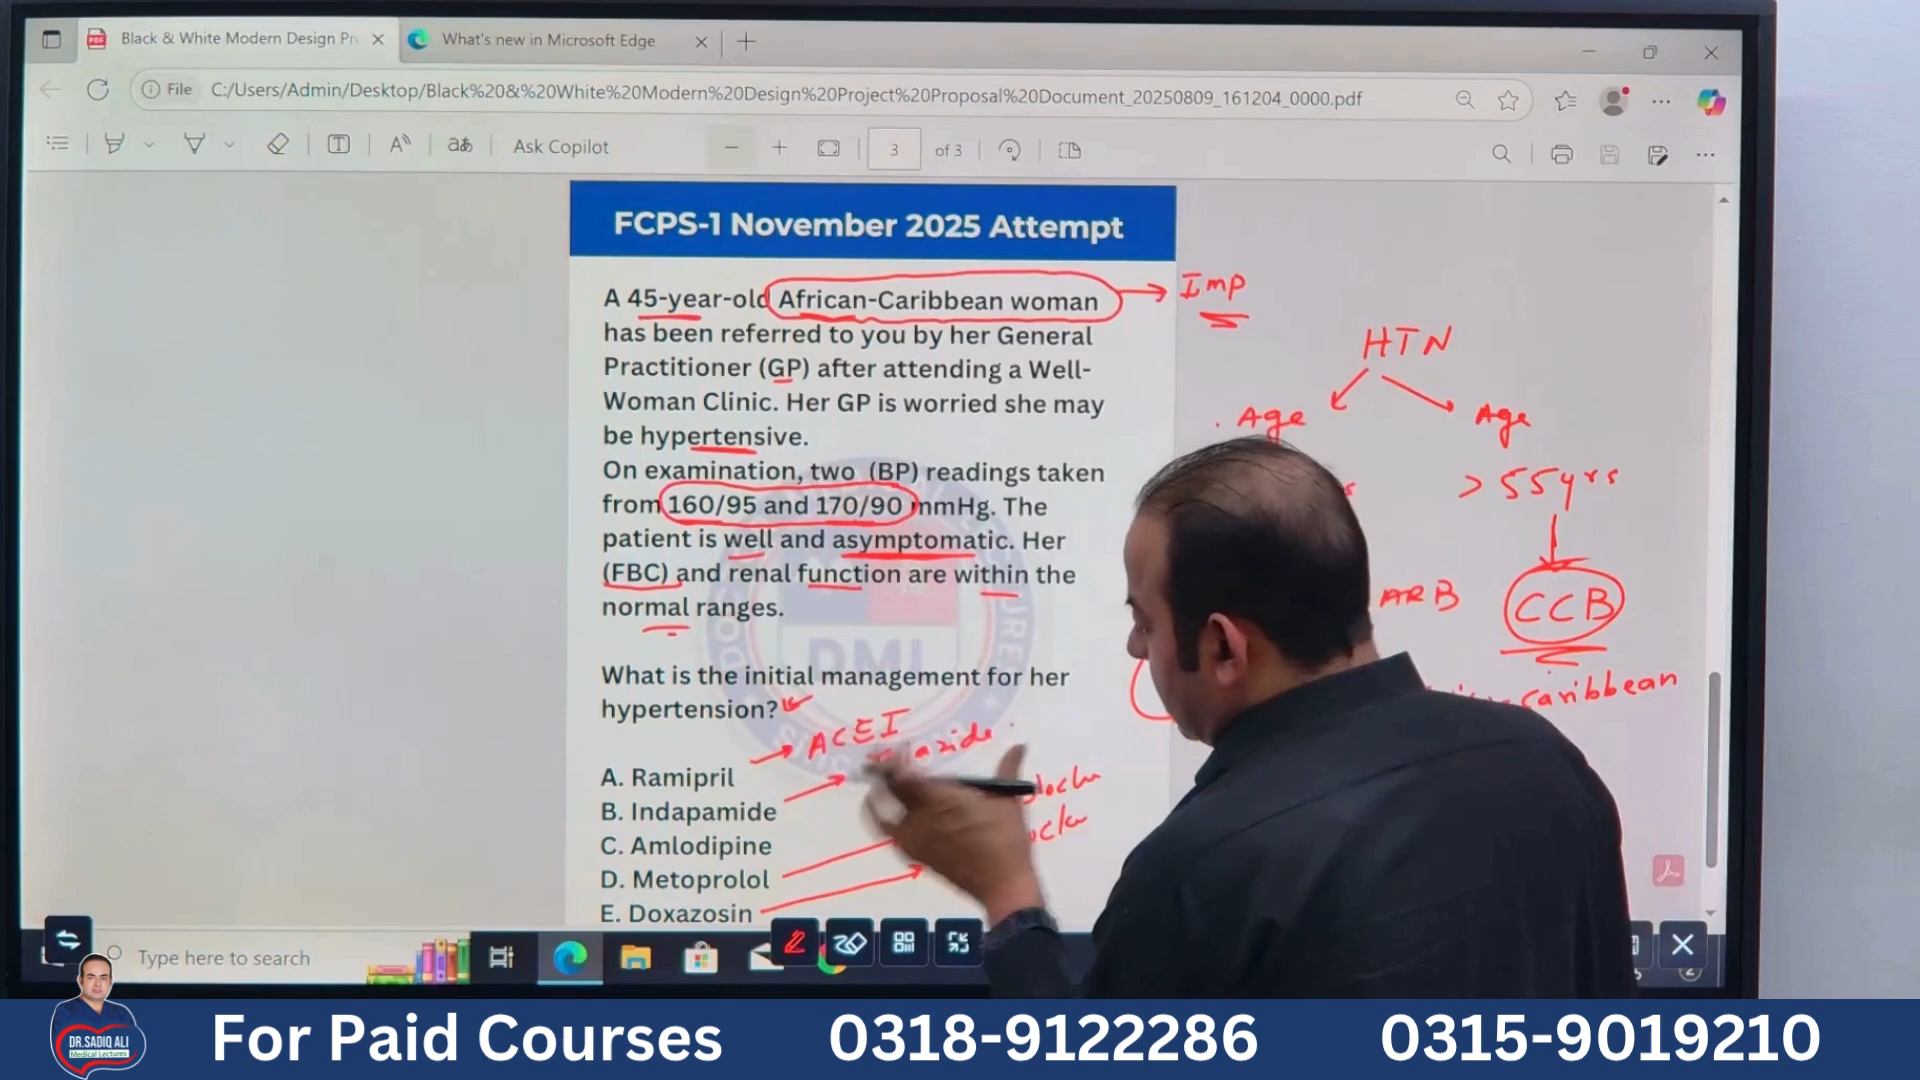 Black & White Modern Design Pr
What's new in Microsoft Edge
File
C:/Users/Admin/Desktop/Black%20&%20White%20Modern%20Design%20Project%20Proposal%20Document_20250809_161204_0000.pdf
Ask Copilot
3
of 3
FCPS-1 November 2025 Attempt
A 45-year-old African-Caribbean woman
Imp
has been referred to you by her General
Practitioner (GP) after attending a Well-
Woman Clinic. Her GP is worried she may
be hypertensive.
On examination, two (BP) readings taken
from 160/95 and 170/90 mmHg. The
patient is well and asymptomatic. Her
(FBC) and renal function are within the
normal ranges.
HTN
Age
Age
> 55yrs
ARB
CCB
caribbean
What is the initial management for her
hypertension?
ACEI
A. Ramipril
B. Indapamide
C. Amlodipine
D. Metoprolol
E. Doxazosin
DML
Type here to search
DR.SADIQ ALI
Medical Lectures
For Paid Courses
0318-9122286
0315-9019210